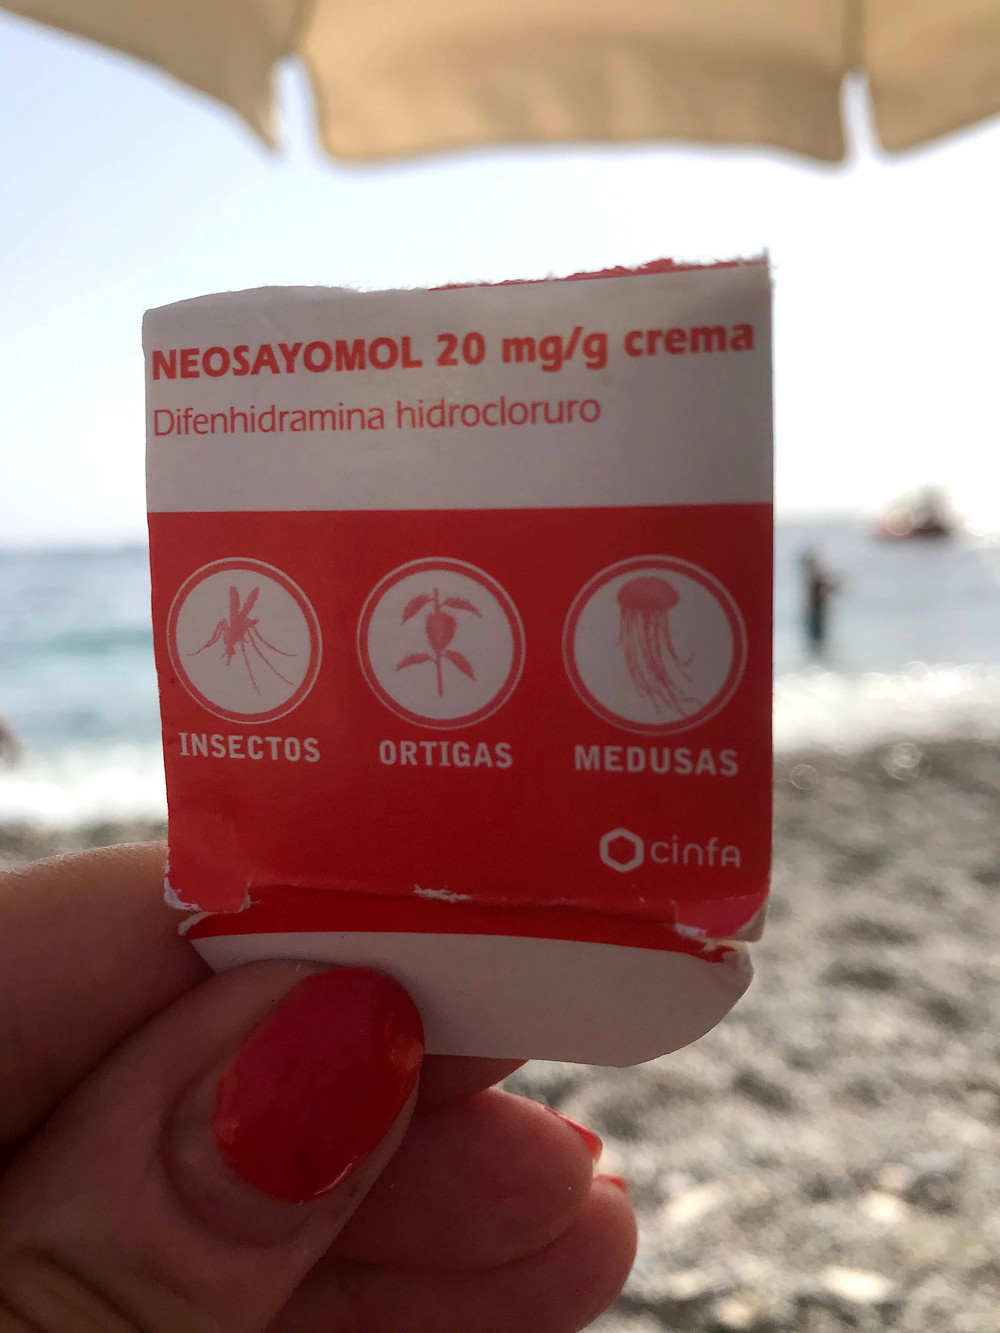 NEOSAYOMOL 20 mg/g crema
Difenhidramina hidrocloruro
INSECTOS ORTIGAS MEDUSAS
cinfa